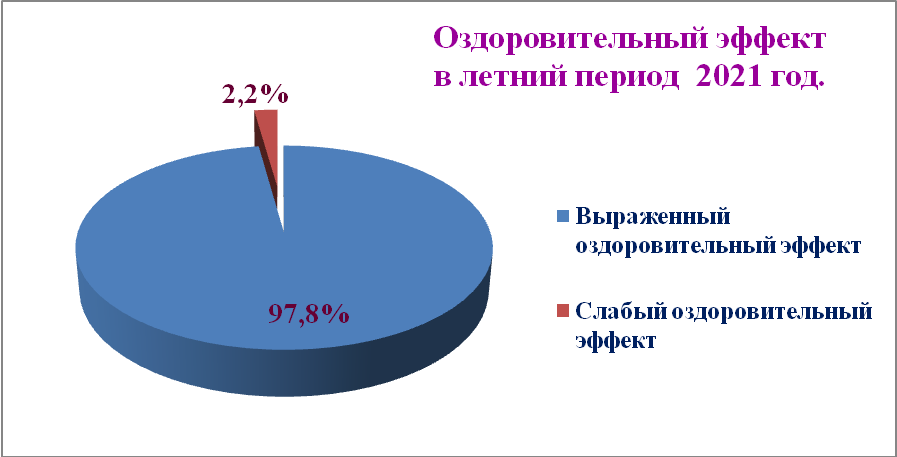 Оздоровительный эффект
в летний период 2021 год.
2,2%
97,8%
Выраженный
оздоровительный эффект
Слабый оздоровительный
эффект